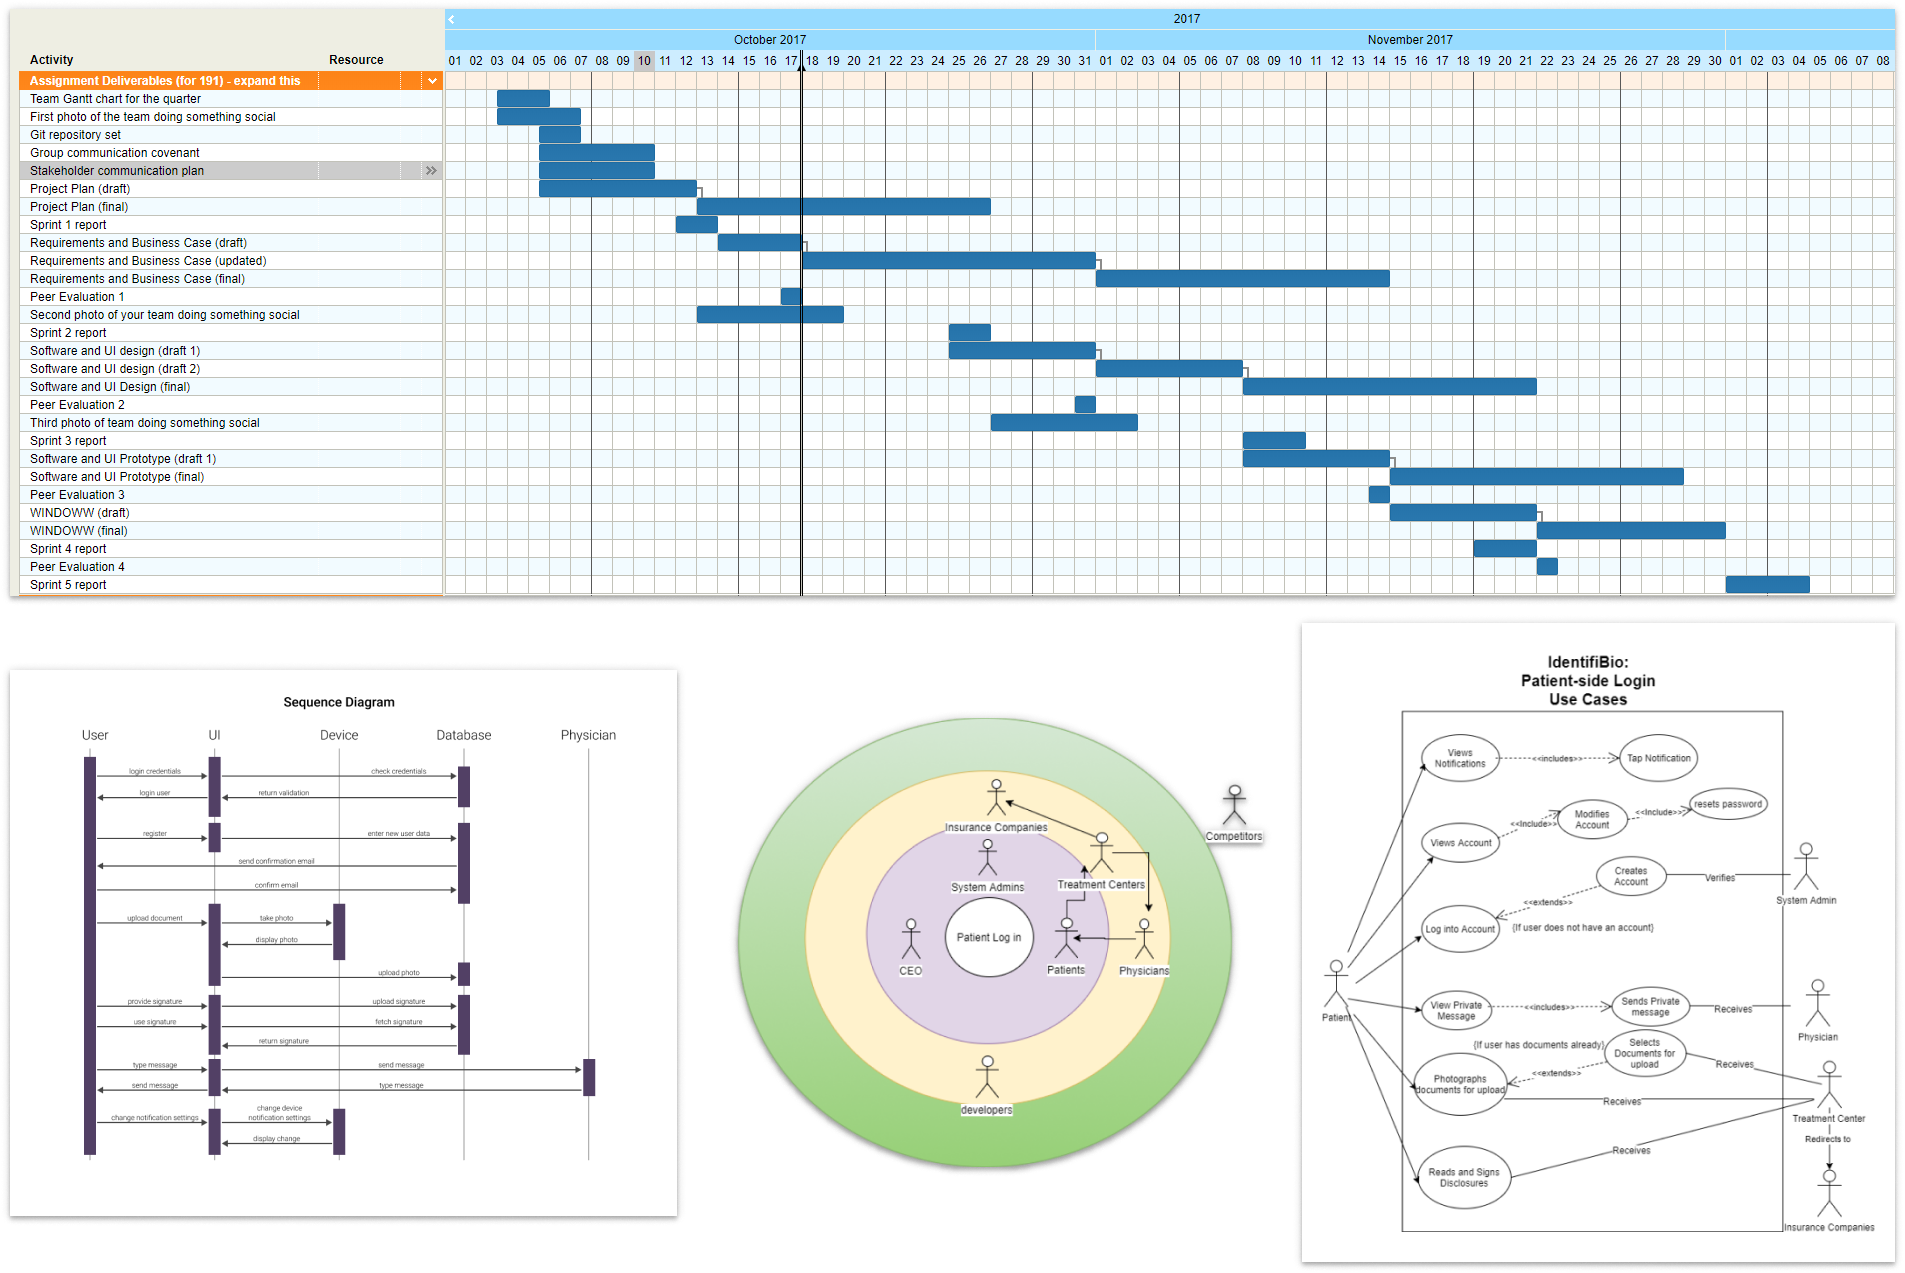 2017
October 2017 November 2017
Activity Resource 01 02 03 04 05 06 07 08 09 10 11 12 13 14 15 16 17 18 19 20 21 22 23 24 25 26 27 28 29 30 31 01 02 03 04 05 06 07 08 09 10 11 12 13 14 15 16 17 18 19 20 21 22 23 24 25 26 27 28 29 30 01 02 03 04 05 06 07 08
Assignment Deliverables (for 191) - expand this
Team Gantt chart for the quarter
First photo of the team doing something social
Git repository set
Group communication covenant
Stakeholder communication plan
Project Plan (draft)
Project Plan (final)
Sprint 1 report
Requirements and Business Case (draft)
Requirements and Business Case (updated)
Requirements and Business Case (final)
Peer Evaluation 1
Second photo of your team doing something social
Sprint 2 report
Software and UI design (draft 1)
Software and UI design (draft 2)
Software and UI Design (final)
Peer Evaluation 2
Third photo of team doing something social
Sprint 3 report
Software and UI Prototype (draft 1)
Software and UI Prototype (final)
Peer Evaluation 3
WINDOWW (draft)
WINDOWW (final)
Sprint 4 report
Peer Evaluation 4
Sprint 5 report
Sequence Diagram
User UI Device Database Physician
login credentials check credentials
login user return validation
register enter new user data
send confirmation email
confirm email
upload document take photo
display photo
upload photo
provide signature upload signature
use signature fetch signature
return signature
type message send message
send message type message
change device
change notification settings notification settings
display change
Insurance Companies
Competitors
System Admins
Treatment Centers
Patient Log in
CEO
Patients
Physicians
developers
IdentifiBio:
Patient-side Login
Use Cases
Views
Notifications
<<includes>>
Tap Notification
resets password
Modifies
Account
<<Include>>
<<Include>>
Views Account
Creates
Account
Verifies
System Admin
<<extends>>
Log into Account
{If user does not have an account}
Patient
View Private
Message
<<includes>>
Sends Private
message
Receives
Physician
{If user has documents already}
Selects
Documents for
upload
Receives
<<extends>>
Photographs
documents for upload
Receives
Treatment Center
Redirects to
Receives
Reads and Signs
Disclosures
Insurance Companies